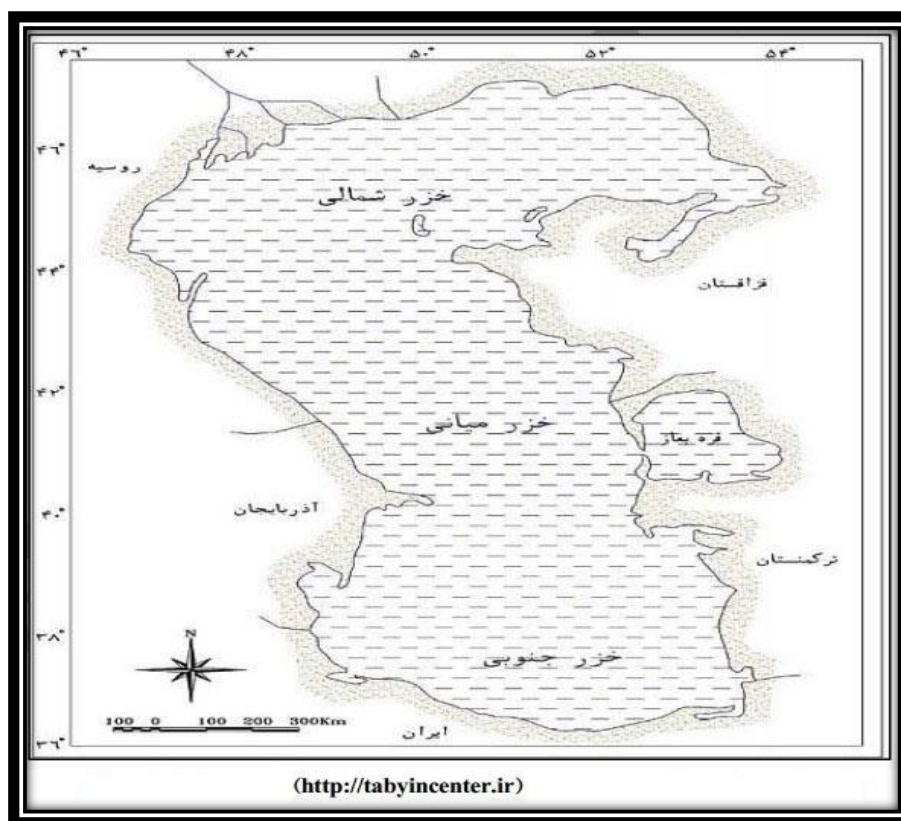 ۴۶° ۴۸° ۵۰° ۵۲° ۵۴°
۴۶°
روسیه
خزر شمالی
۴۴°
قزاقستان
۴۲°
خزر میانی
قره بغاز
۴۰°
آذربایجان
ترکمنستان
۳۸°
N
خزر جنوبی
100 0 100 200 300Km
ایران
۳۶°
(http://tabyincenter.ir)